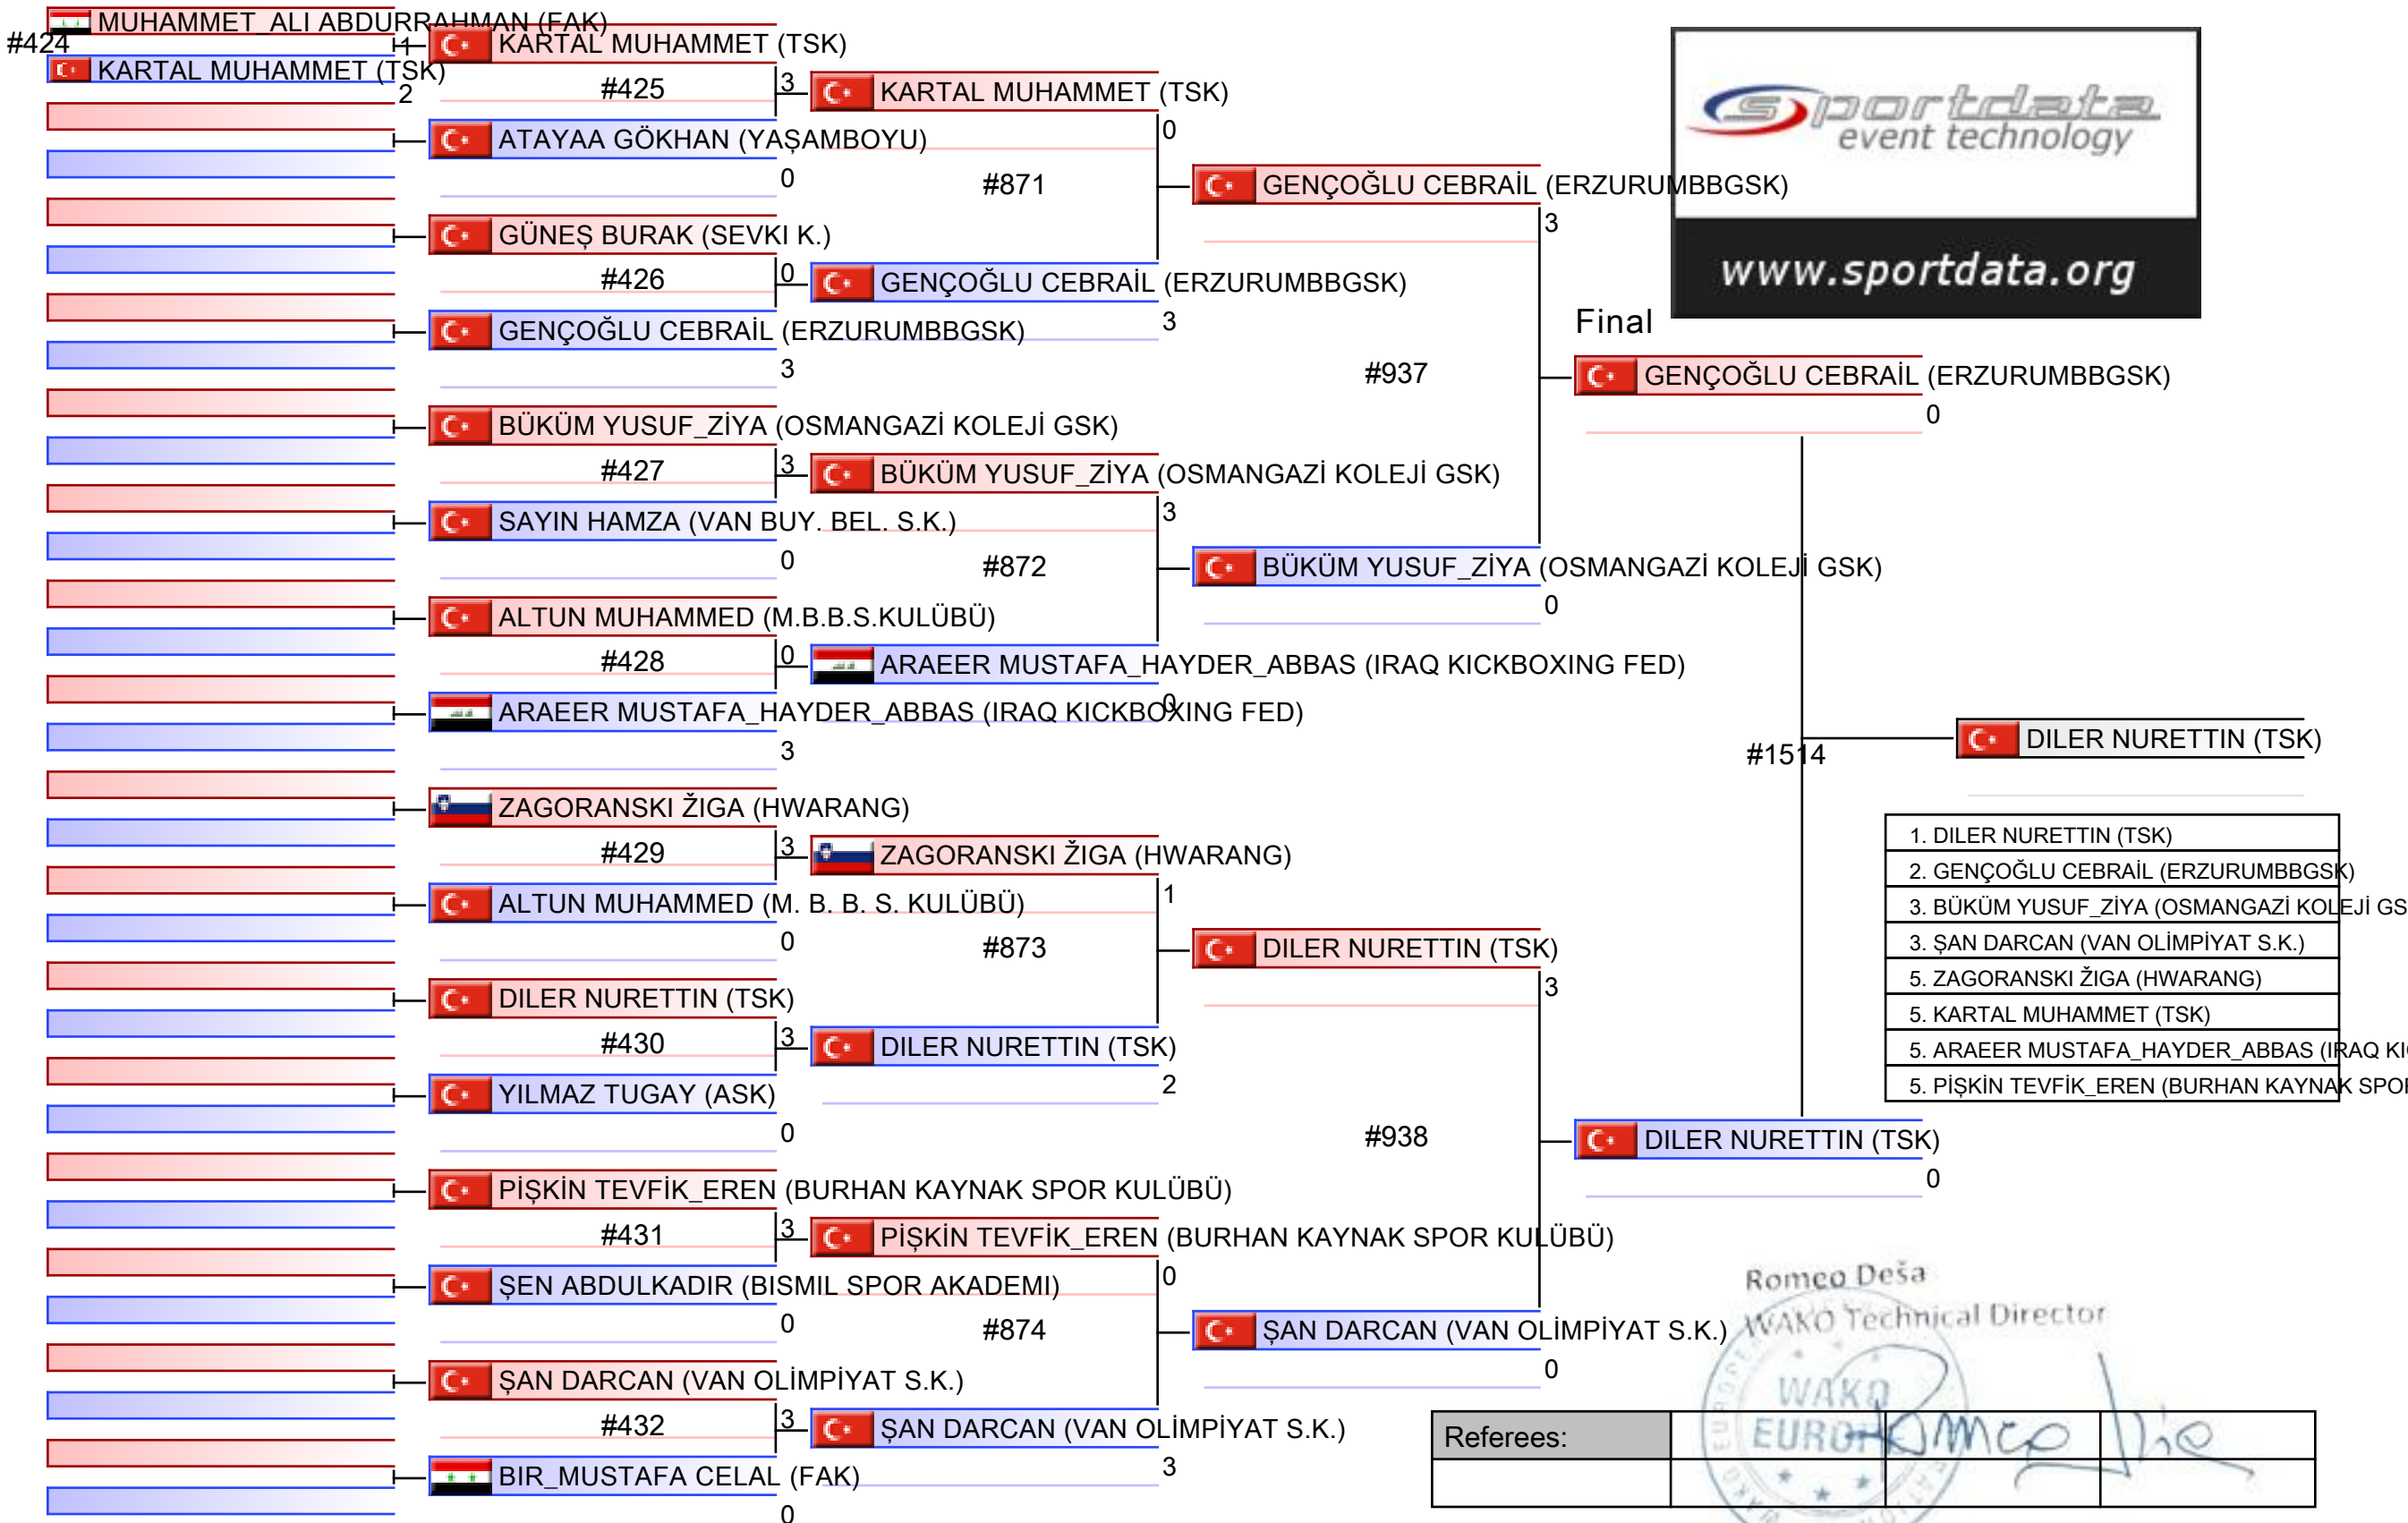 MUHAMMET_ALI ABDURRAHMAN (FAK)
#424
1
KARTAL MUHAMMET (TSK)
2
KARTAL MUHAMMET (TSK)
#425
3
ATAYAA GÖKHAN (YAŞAMBOYU)
0
GÜNEŞ BURAK (SEVKI K.)
#426
0
GENÇOĞLU CEBRAİL (ERZURUMBBGSK)
3
BÜKÜM YUSUF_ZİYA (OSMANGAZİ KOLEJİ GSK)
#427
3
SAYIN HAMZA (VAN BUY. BEL. S.K.)
0
ALTUN MUHAMMED (M.B.B.S.KULÜBÜ)
#428
0
ARAEER MUSTAFA_HAYDER_ABBAS (IRAQ KICKBOXING FED)
3
ZAGORANSKI ŽIGA (HWARANG)
#429
3
ALTUN MUHAMMED (M. B. B. S. KULÜBÜ)
0
DILER NURETTIN (TSK)
#430
3
YILMAZ TUGAY (ASK)
0
PİŞKİN TEVFİK_EREN (BURHAN KAYNAK SPOR KULÜBÜ)
#431
3
ŞEN ABDULKADIR (BISMIL SPOR AKADEMI)
0
ŞAN DARCAN (VAN OLİMPİYAT S.K.)
#432
3
BIR_MUSTAFA CELAL (FAK)
0
KARTAL MUHAMMET (TSK)
0
#871
GENÇOĞLU CEBRAİL (ERZURUMBBGSK)
3
BÜKÜM YUSUF_ZİYA (OSMANGAZİ KOLEJİ GSK)
3
#872
ARAEER MUSTAFA_HAYDER_ABBAS (IRAQ KICKBOXING FED)
0
ZAGORANSKI ŽIGA (HWARANG)
1
#873
DILER NURETTIN (TSK)
2
PİŞKİN TEVFİK_EREN (BURHAN KAYNAK SPOR KULÜBÜ)
0
#874
ŞAN DARCAN (VAN OLİMPİYAT S.K.)
3
GENÇOĞLU CEBRAİL (ERZURUMBBGSK)
3
#937
BÜKÜM YUSUF_ZİYA (OSMANGAZİ KOLEJİ GSK)
0
DILER NURETTIN (TSK)
3
#938
ŞAN DARCAN (VAN OLİMPİYAT S.K.)
0
sportdata
event technology
www.sportdata.org
Final
GENÇOĞLU CEBRAİL (ERZURUMBBGSK)
0
#1514
DILER NURETTIN (TSK)
0
DILER NURETTIN (TSK)
1. DILER NURETTIN (TSK)
2. GENÇOĞLU CEBRAİL (ERZURUMBBGSK)
3. BÜKÜM YUSUF_ZİYA (OSMANGAZİ KOLEJİ GS
3. ŞAN DARCAN (VAN OLİMPİYAT S.K.)
5. ZAGORANSKI ŽIGA (HWARANG)
5. KARTAL MUHAMMET (TSK)
5. ARAEER MUSTAFA_HAYDER_ABBAS (IRAQ KI
5. PİŞKİN TEVFİK_EREN (BURHAN KAYNAK SPO
Romeo Deša
WAKO Technical Director
WAKO
EUROPE
Referees: